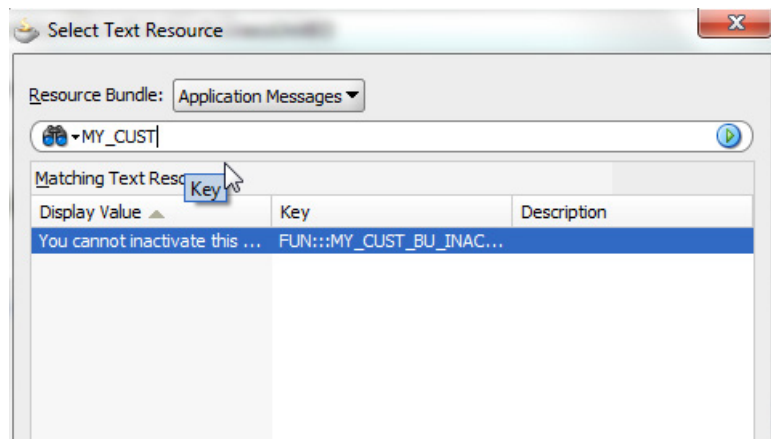 Select Text Resource
Resource Bundle: Application Messages
MY_CUST
Matching Text Reso
Key
Display Value Key Description
You cannot inactivate this ... FUN:::MY_CUST_BU_INAC...